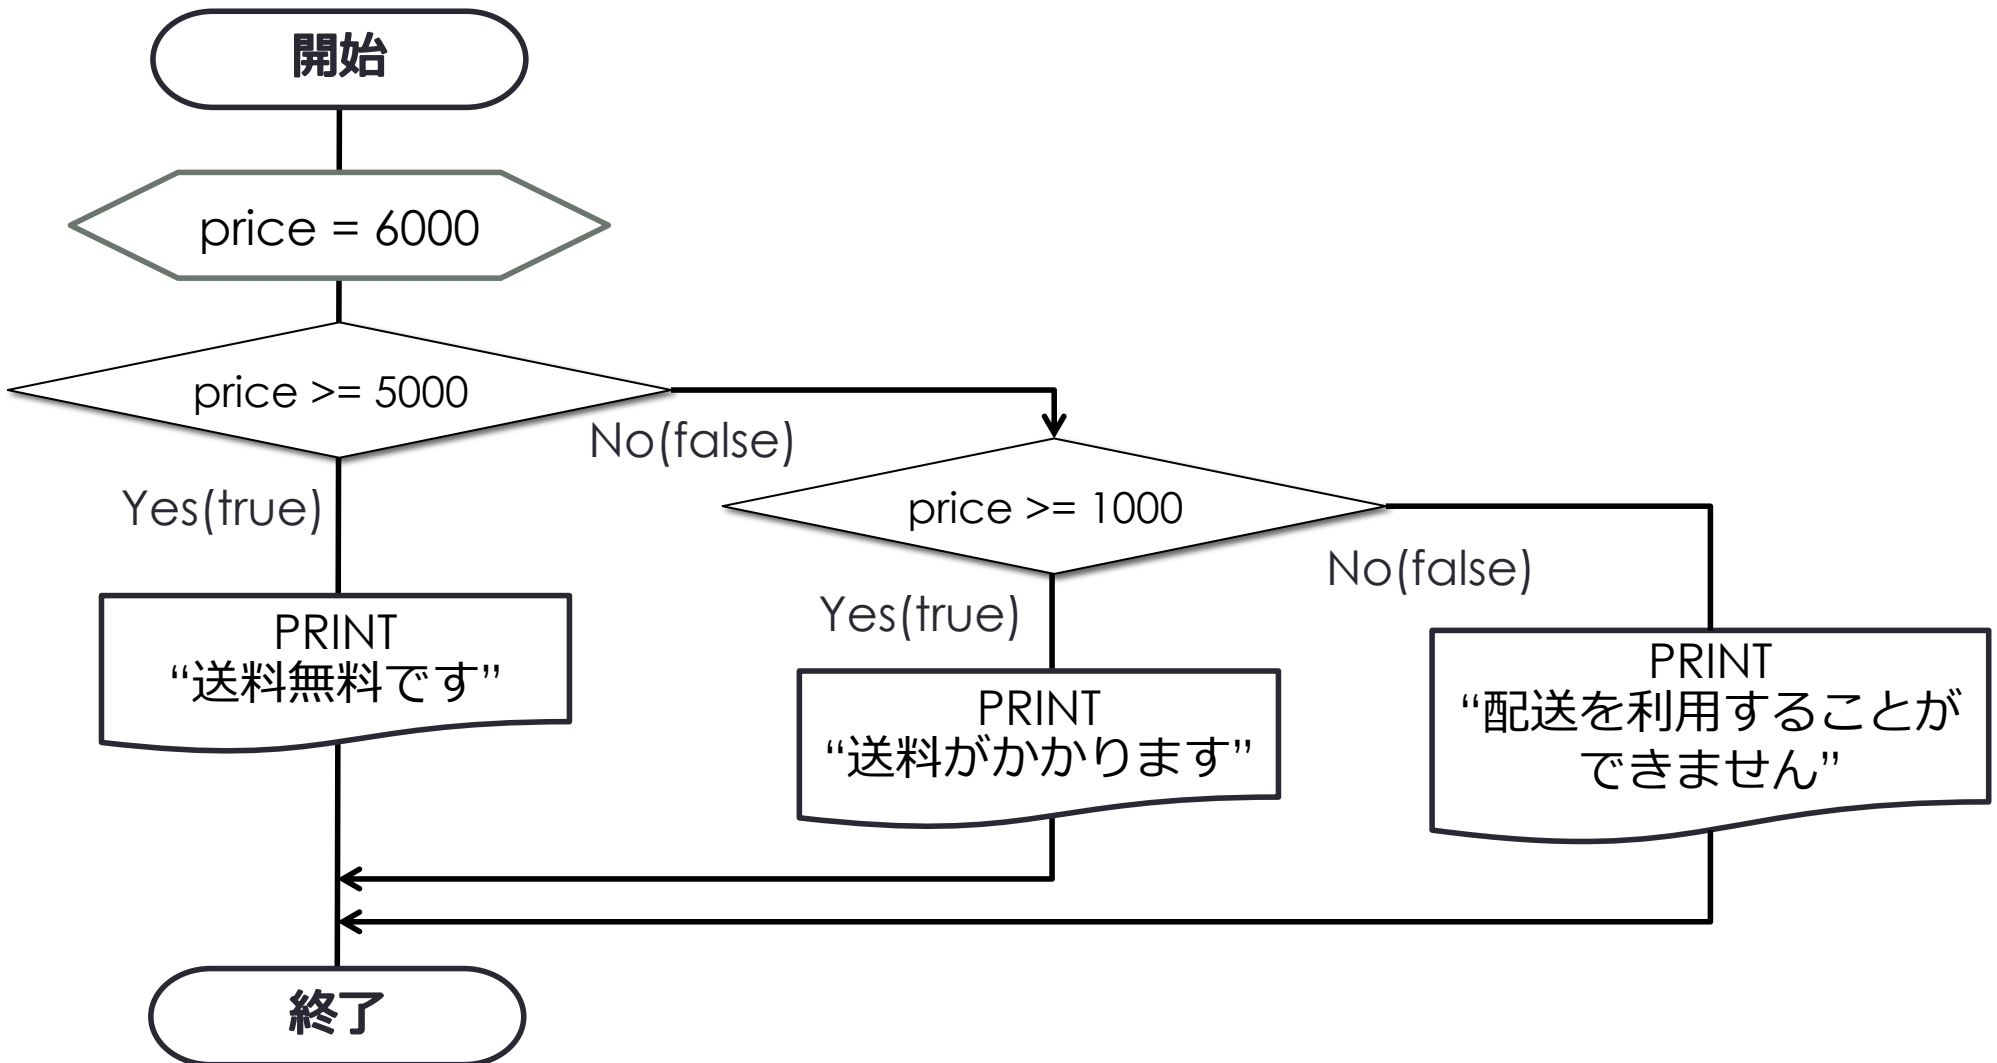 開始
price = 6000
price >= 5000
No(false)
Yes(true)
price >= 1000
No(false)
Yes(true)
PRINT
“送料無料です”
PRINT
“送料がかかります”
PRINT
“配送を利用することが
できません”
終了